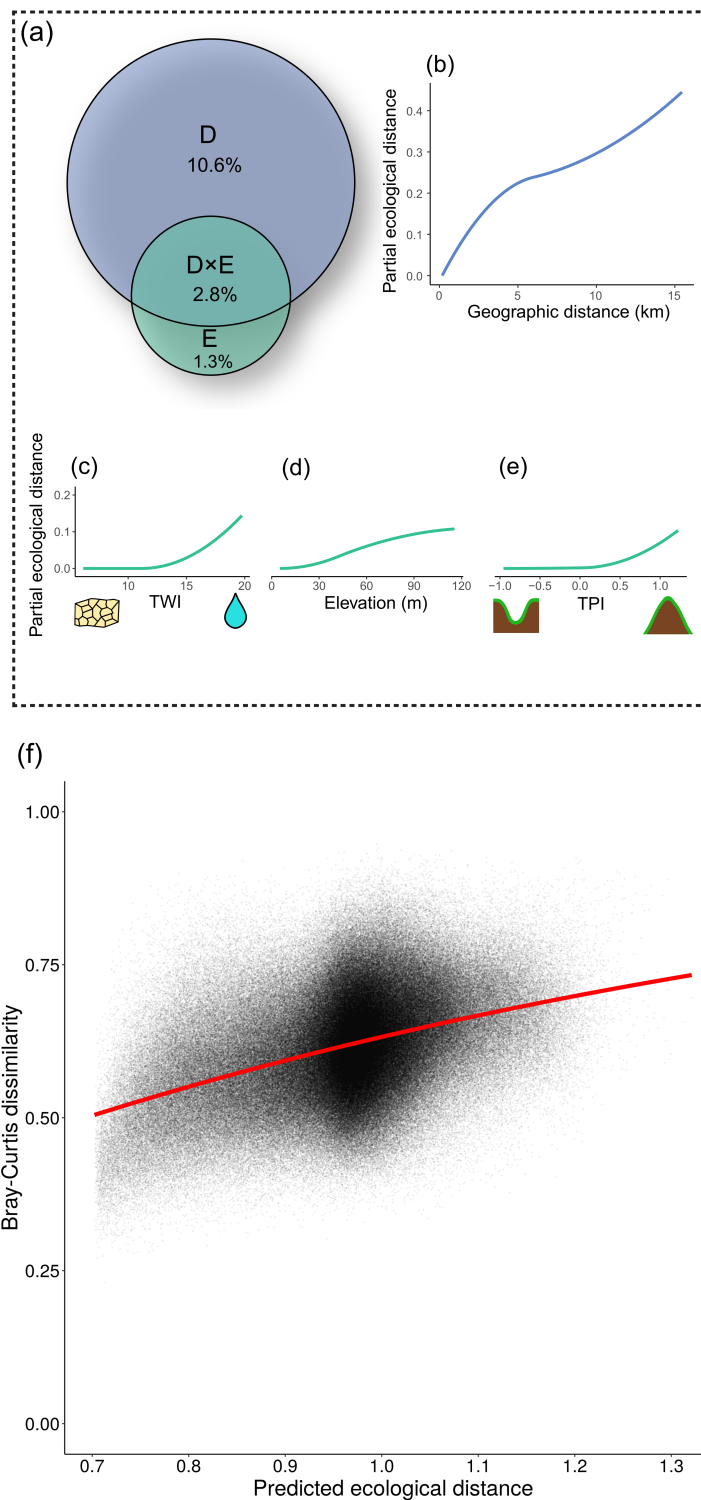 (a)
D
10.6%
D×E
2.8%
E
1.3%
(b)
Partial ecological distance
0.4
0.3
0.2
0.1
0.0
0 5 10 15
Geographic distance (km)
Partial ecological distance
(c)
0.2
0.1
0.0
10 15 20
TWI
(d)
0 30 60 90 120
Elevation (m)
(e)
−1.0 −0.5 0.0 0.5 1.0
TPI
(f)
Bray-Curtis dissimilarity
1.00
0.75
0.50
0.25
0.00
0.7 0.8 0.9 1.0 1.1 1.2 1.3
Predicted ecological distance